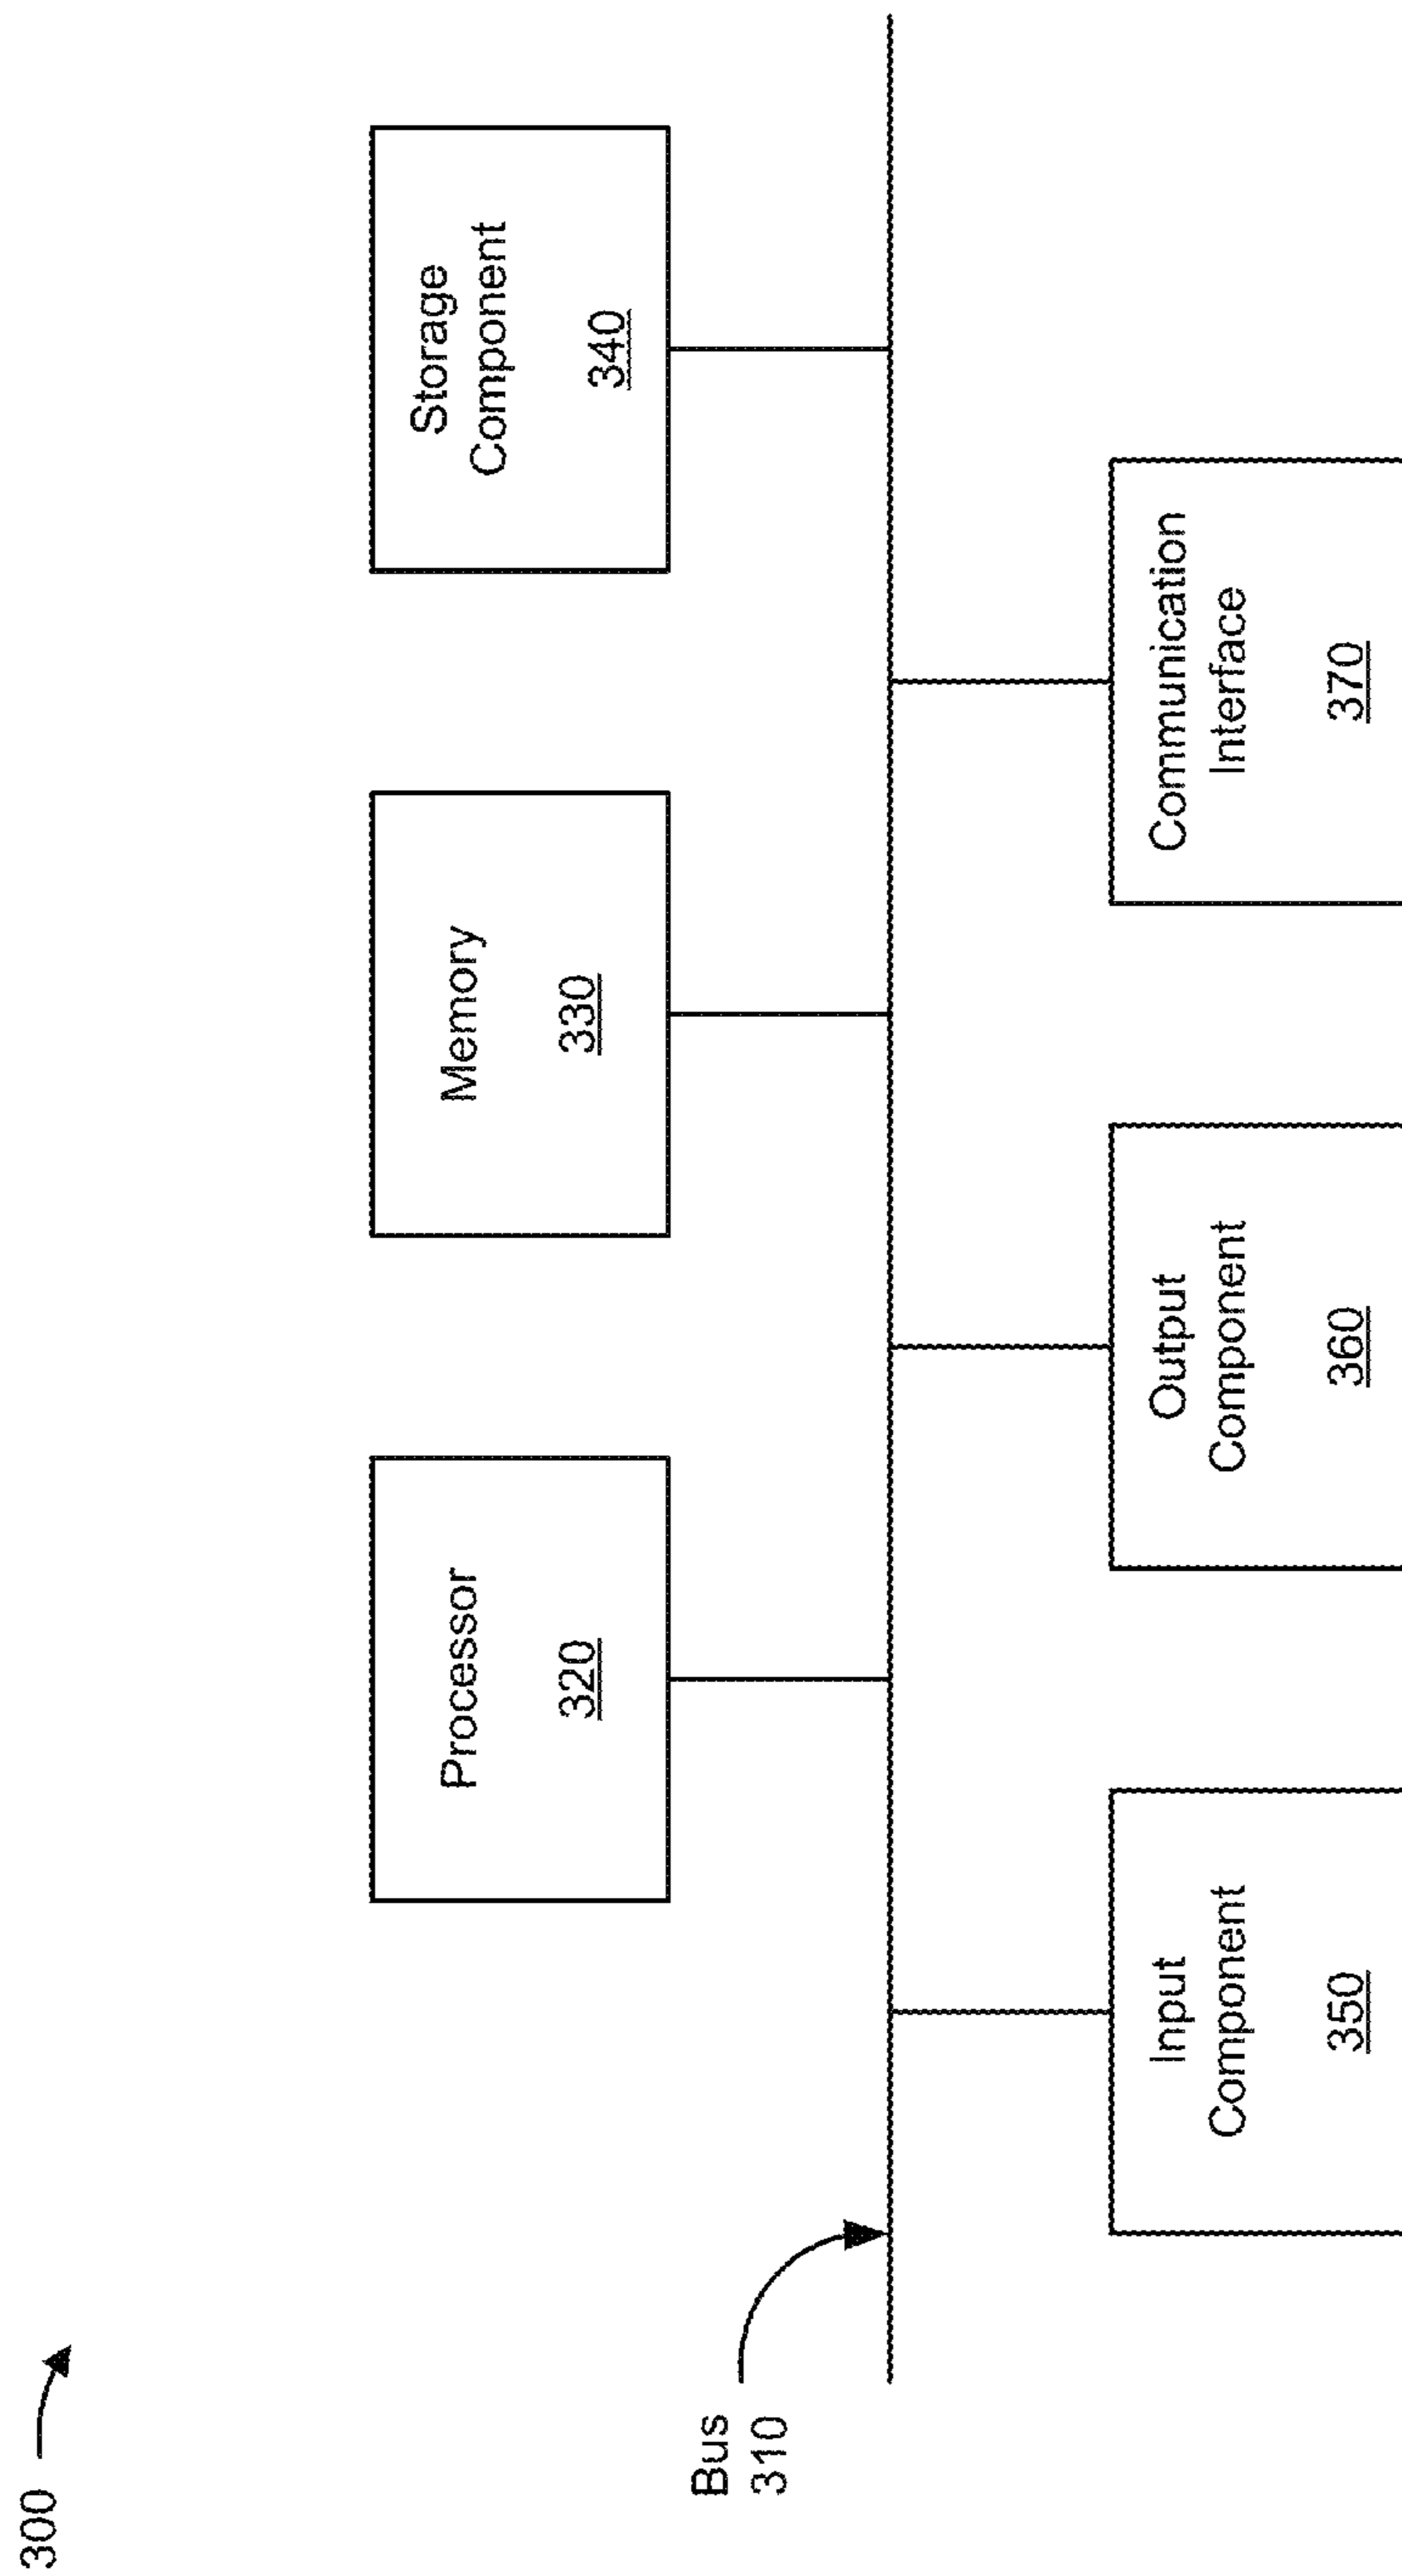 300
Bus
310
Processor
320
Memory
330
Storage
Component
340
Input
Component
350
Output
Component
360
Communication
Interface
370